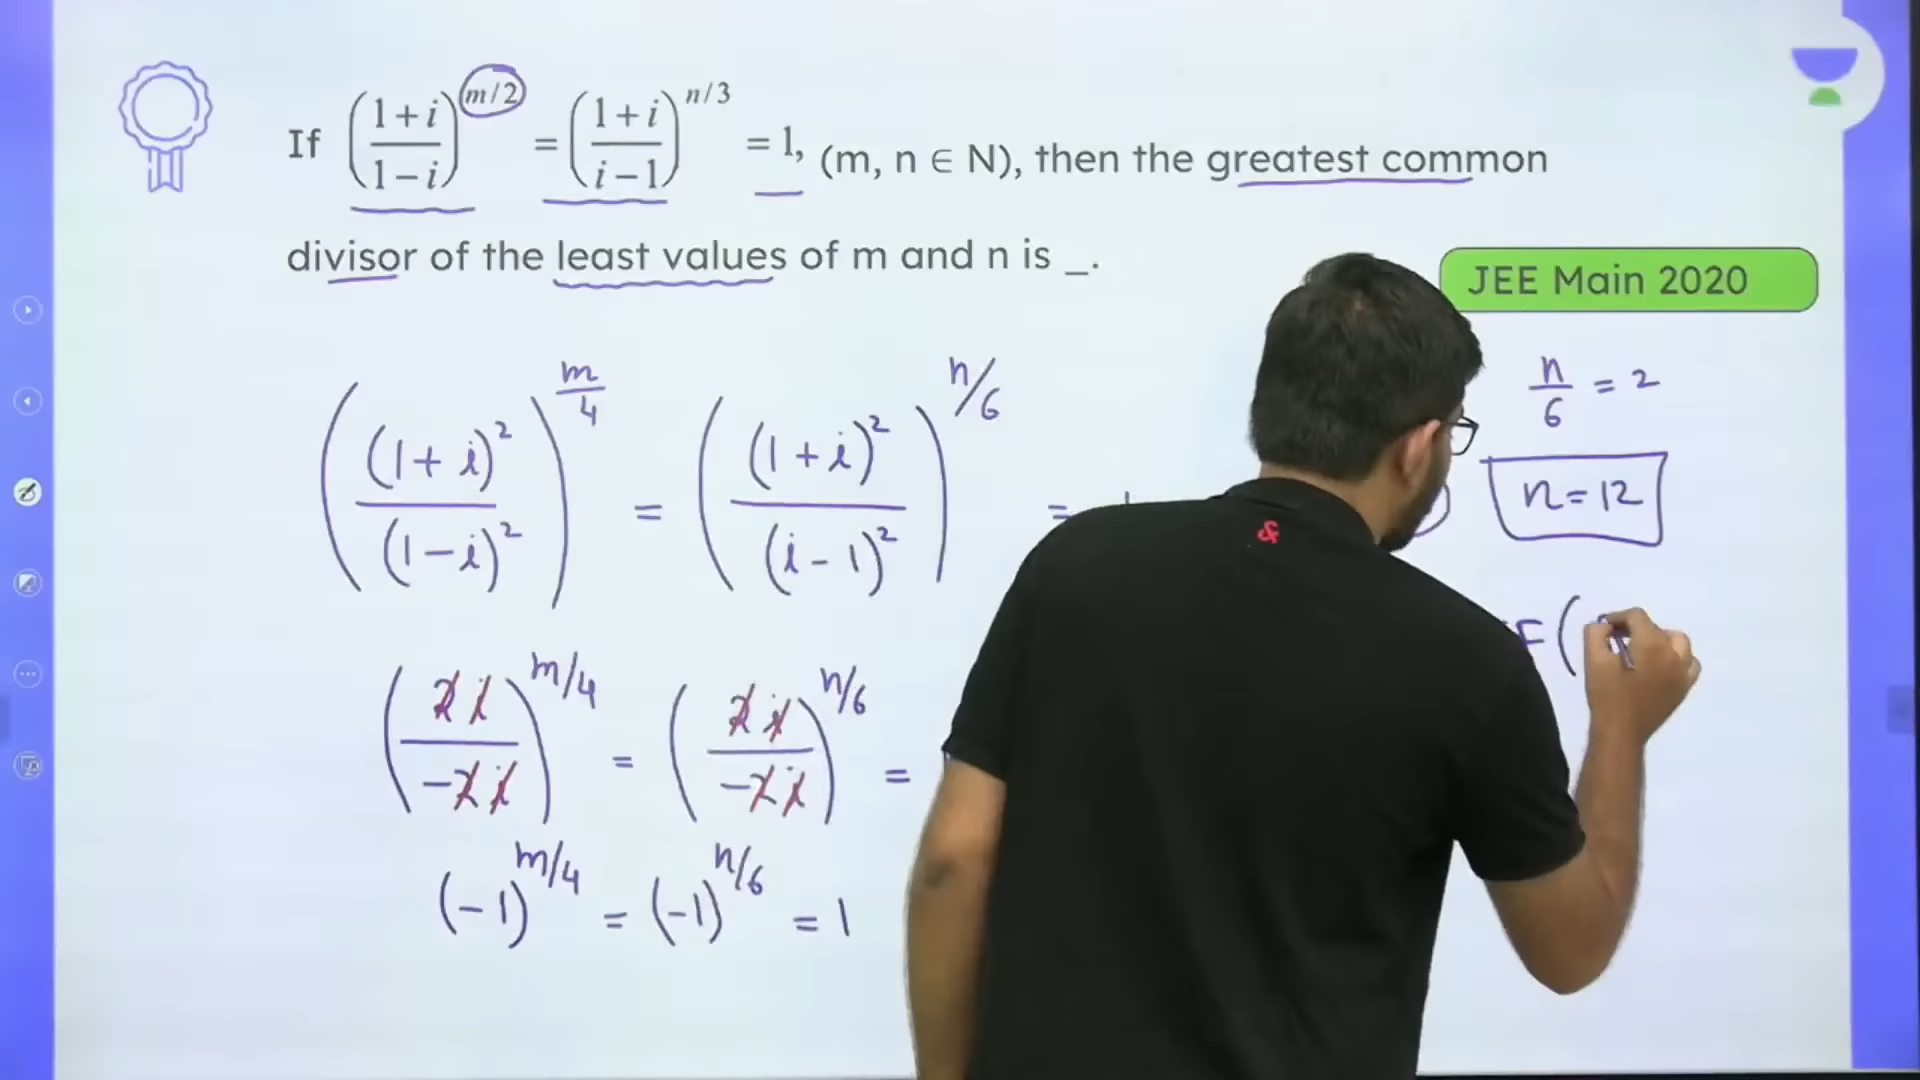 If ((1+i)/(1−i))^(m/2) = ((1+i)/(i−1))^(n/3) = 1, (m, n ∈ N), then the greatest common
divisor of the least values of m and n is _.
JEE Main 2020
((1+i)²/(1−i)²)^(m/4) = ((1+i)²/(i−1)²)^(n/6) =
n/6 = 2
n=12
F(
(2i/−2i)^(m/4) = (2i/−2i)^(n/6) =
(−1)^(m/4) = (−1)^(n/6) = 1
&